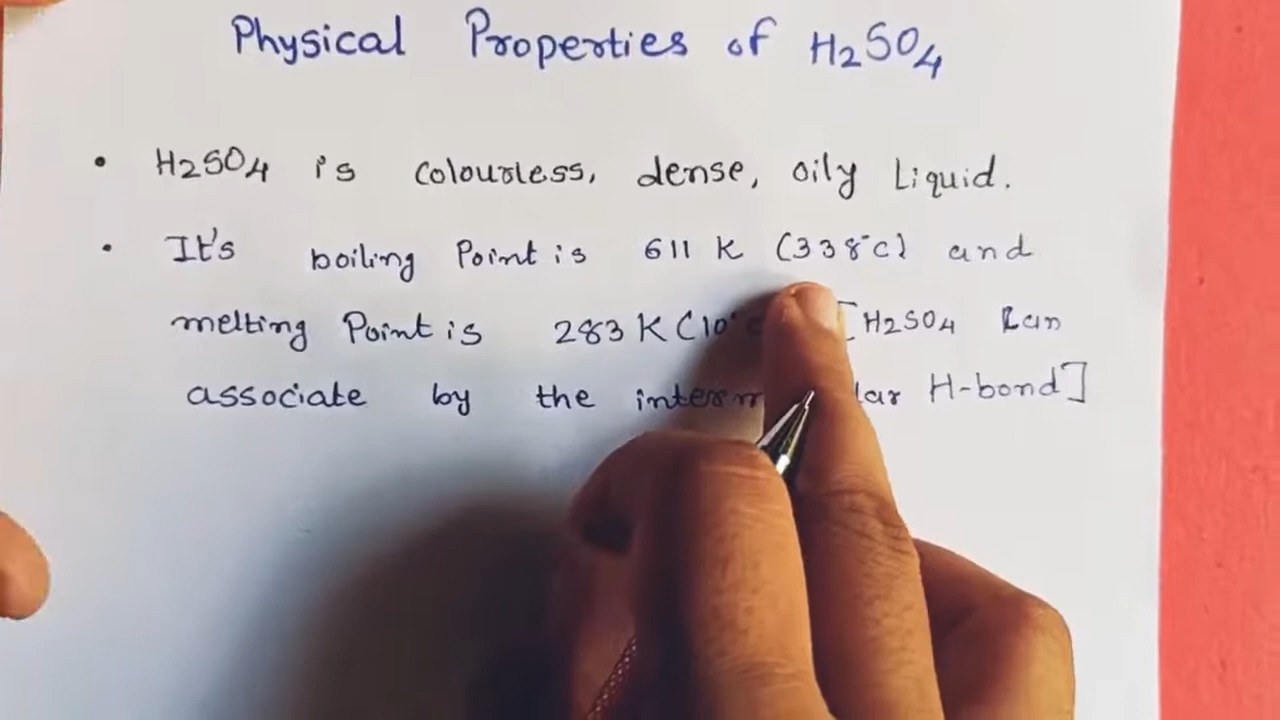 Physical Properties of H2SO4
• H2SO4 is colourless, dense, oily Liquid.
• It's boiling Point is 611 K (338°c) and
melting Point is 283 K (10° [H2SO4 can
associate by the H-bond]